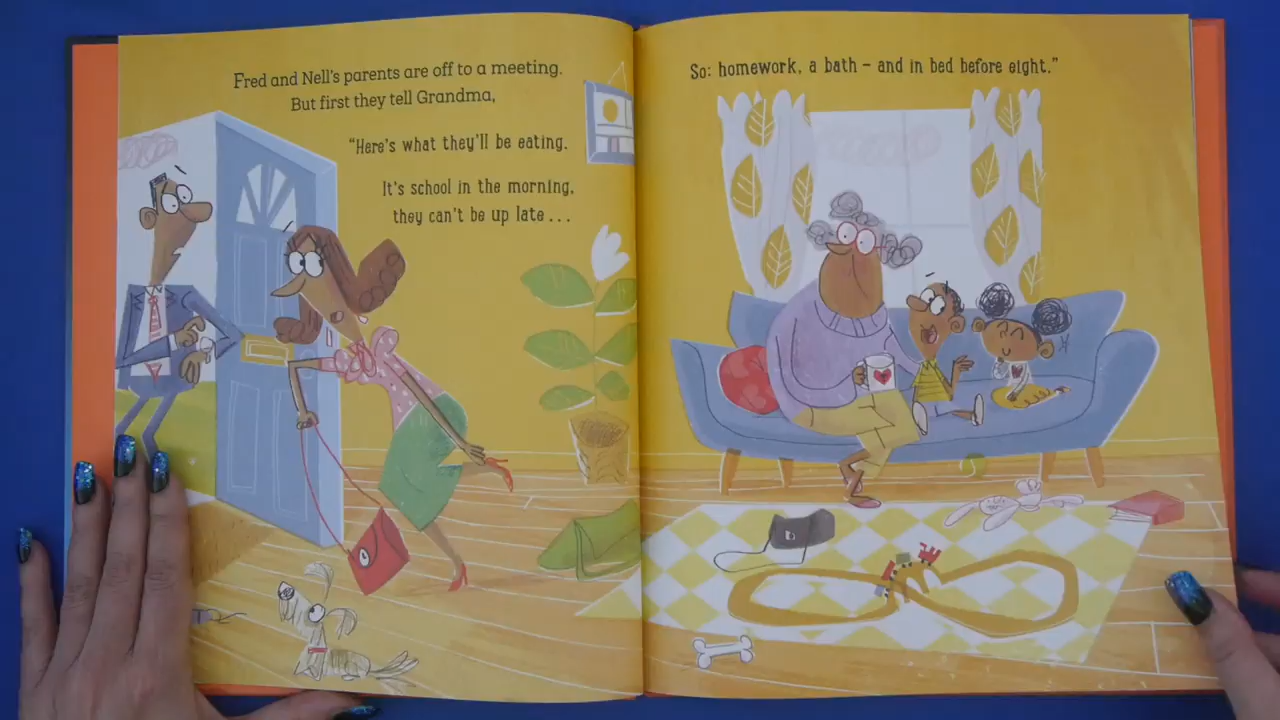 Fred and Nell's parents are off to a meeting.
But first they tell Grandma,
"Here's what they'll be eating.
It's school in the morning,
they can't be up late . . .
So: homework, a bath – and in bed before eight."